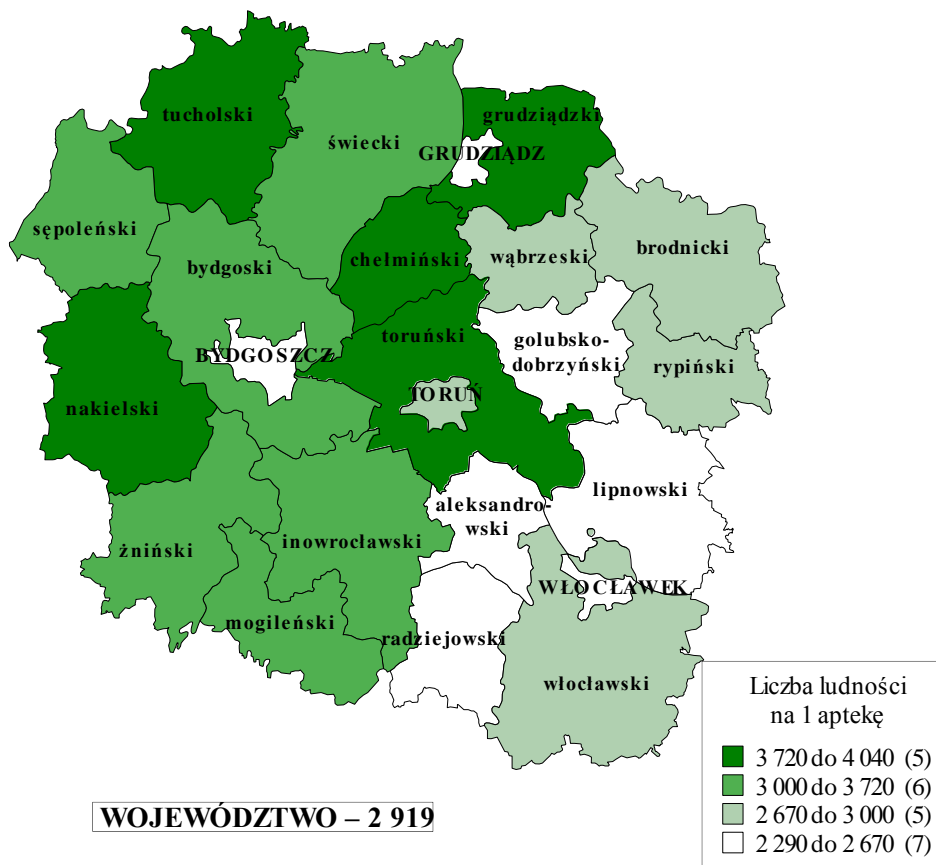 tucholski
grudziądzki
święcki
GRUDZIĄDZ
sępoleński
bydgoski
chełmiński
wąbrzeski
brodnicki
toruński
golubsko-
dobrzyński
BYDGOSZCZ
rypiński
TORUŃ
nakielski
aleksandro-
wski
lipnowski
żniński
inowrocławski
WŁOCŁAWEK
mogileński
radziejowski
włocławski
Liczba ludności
na 1 aptekę
3 720 do 4 040 (5)
3 000 do 3 720 (6)
2 670 do 3 000 (5)
2 290 do 2 670 (7)
WOJEWÓDZTWO – 2 919